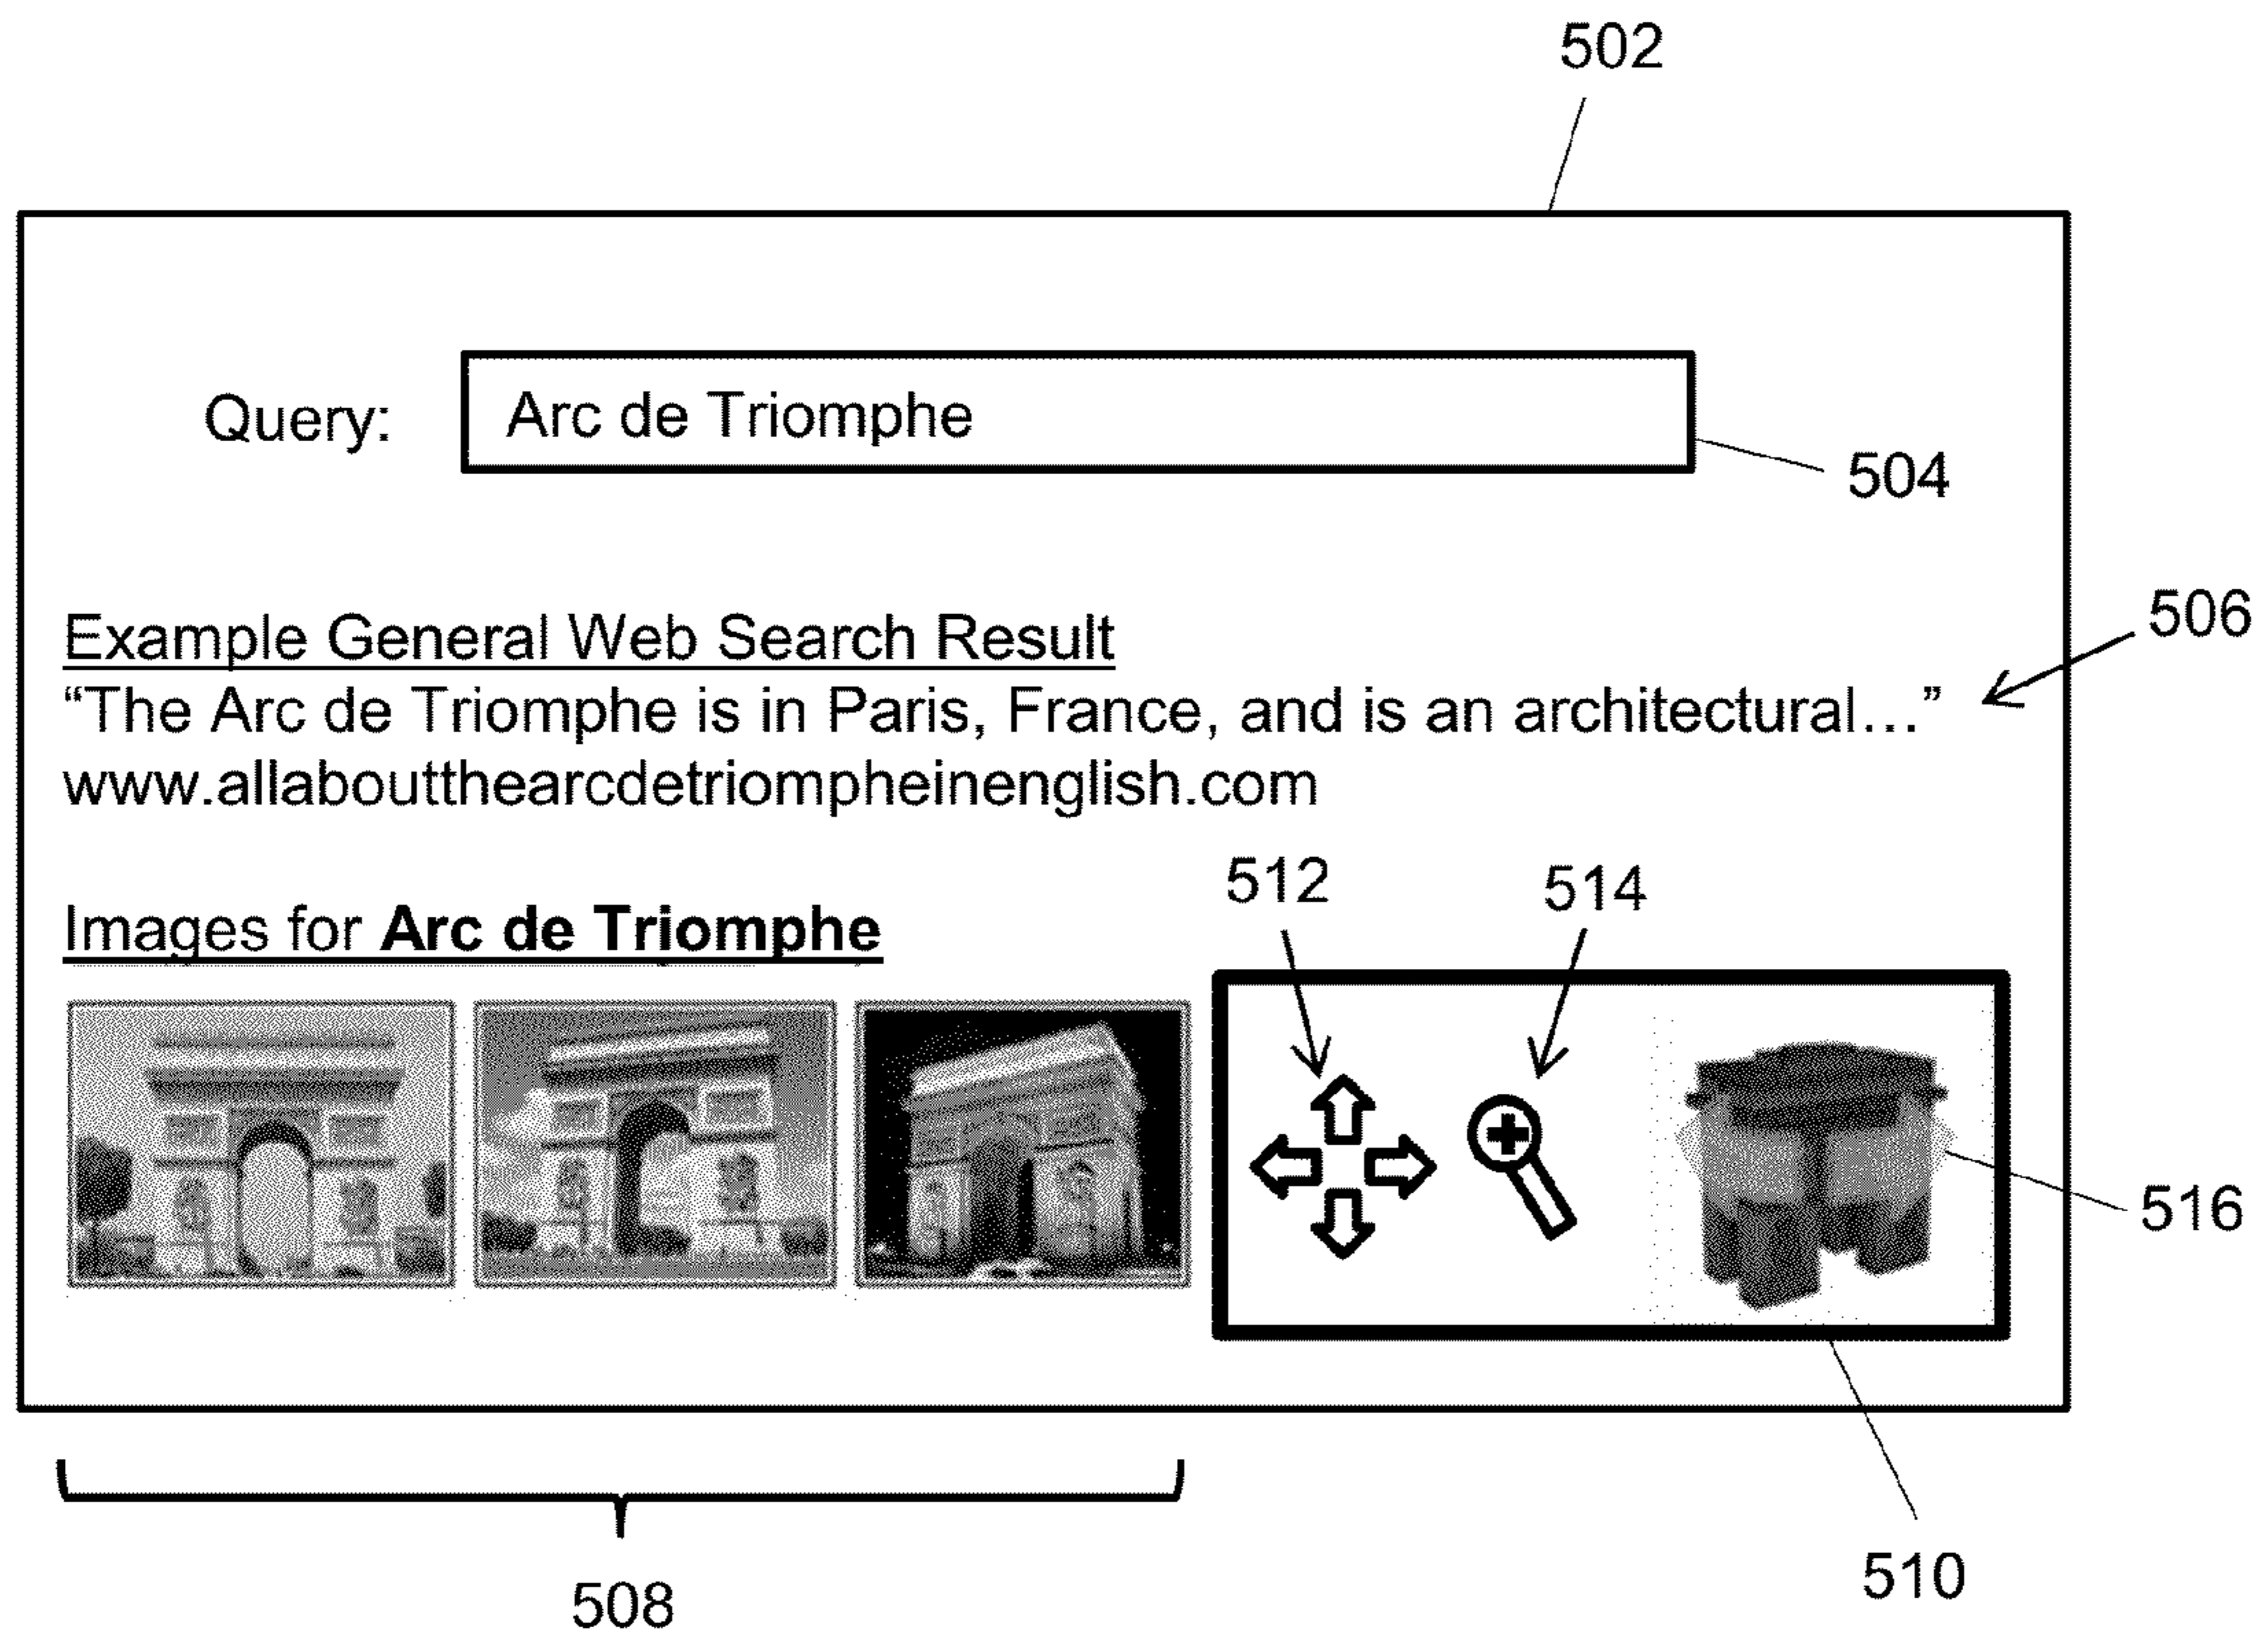 502
Query: Arc de Triomphe
504
Example General Web Search Result
506
“The Arc de Triomphe is in Paris, France, and is an architectural...”
www.allaboutthearcdetriompheinenglish.com
512
514
Images for Arc de Triomphe
516
510
508